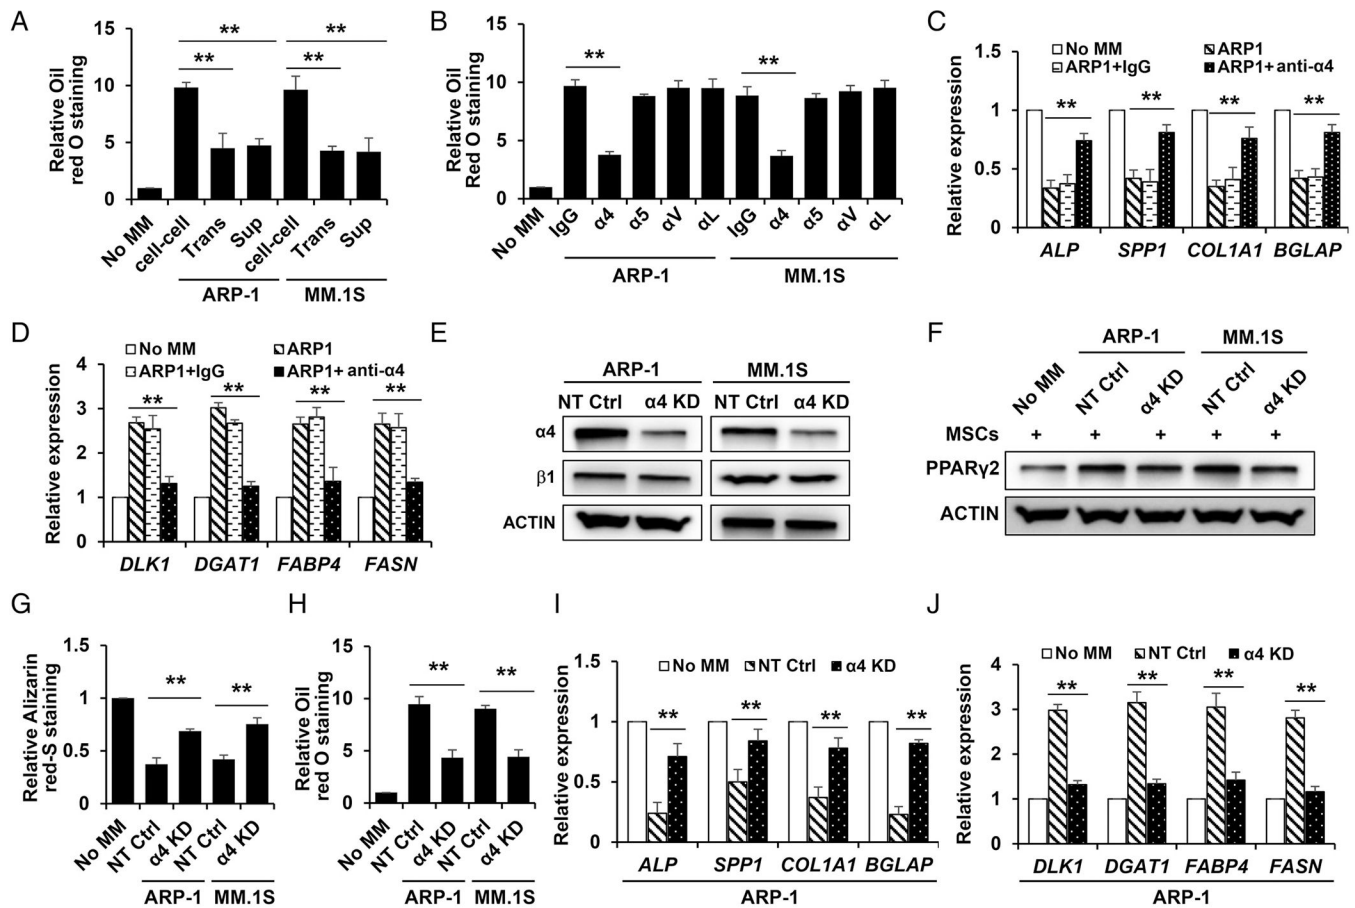 A
Relative Oil
red O staining
15
10
5
0
**
**
**
**
No MM
cell-cell
Trans
Sup
cell-cell
Trans
Sup
ARP-1
MM.1S
B
Relative Oil
Red O staining
15
10
5
0
**
**
No MM
IgG
α4
α5
αV
αL
IgG
α4
α5
αV
αL
ARP-1
MM.1S
C
Relative expression
1.5
1
0.5
0
No MM
ARP1
ARP1+IgG
ARP1+anti-α4
**
**
**
**
ALP
SPP1
COL1A1
BGLAP
D
Relative expression
4
3
2
1
0
No MM
ARP1
ARP1+IgG
ARP1+ anti-α4
**
**
**
**
DLK1
DGAT1
FABP4
FASN
E
ARP-1
MM.1S
NT Ctrl
α4 KD
NT Ctrl
α4 KD
α4
β1
ACTIN
F
ARP-1
MM.1S
No MM
NT Ctrl
α4 KD
NT Ctrl
α4 KD
MSCs + + + + +
PPARγ2
ACTIN
G
Relative Alizarin
red-S staining
1.5
1
0.5
0
**
**
No MM
NT Ctrl
α4 KD
NT Ctrl
α4 KD
ARP-1
MM.1S
H
Relative Oil
red O staining
15
10
5
0
**
**
No MM
NT Ctrl
α4 KD
NT Ctrl
α4 KD
ARP-1
MM.1S
I
Relative expression
1.5
1
0.5
0
No MM
NT Ctrl
α4 KD
**
**
**
**
ALP
SPP1
COL1A1
BGLAP
ARP-1
J
Relative expression
4
3
2
1
0
No MM
NT Ctrl
α4 KD
**
**
**
**
DLK1
DGAT1
FABP4
FASN
ARP-1